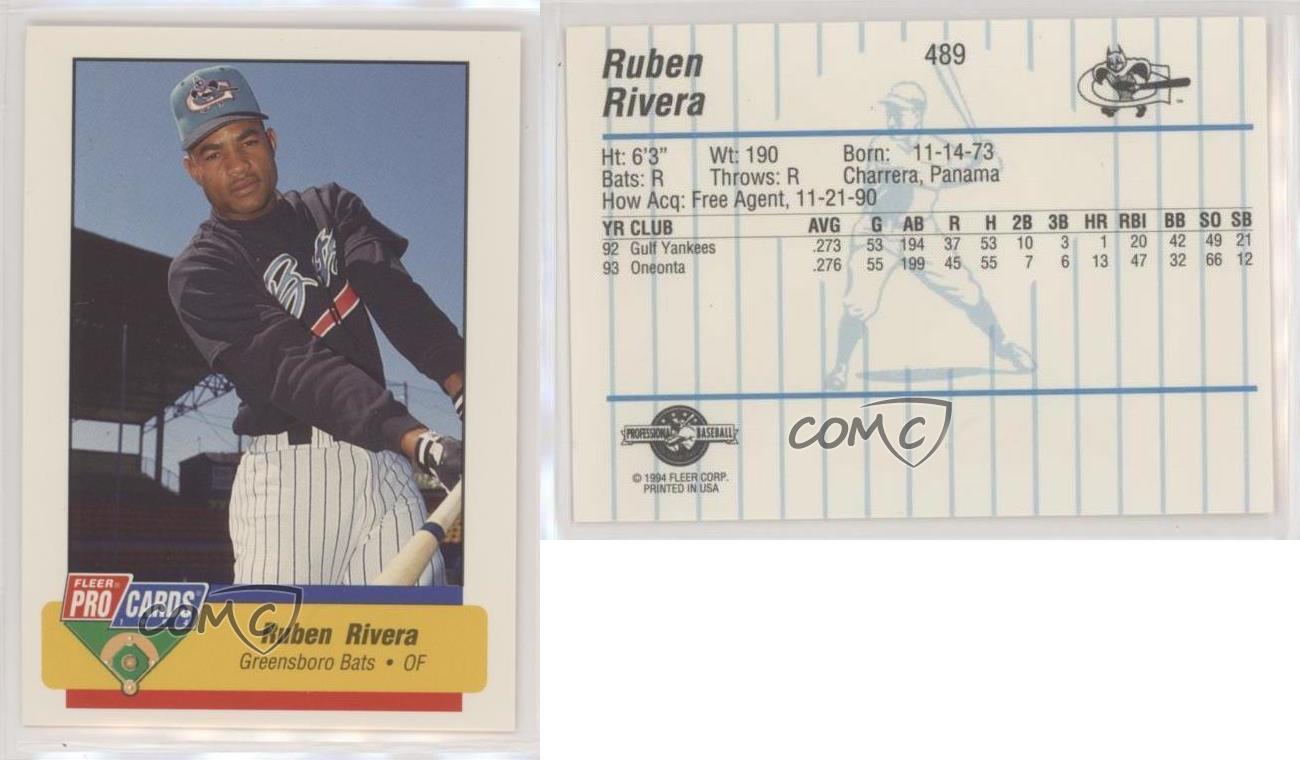 FLEER®
PRO CARDS®
1994
COMC
Ruben Rivera
Greensboro Bats • OF
Ruben
Rivera
489
TM
Ht: 6'3" Wt: 190 Born: 11-14-73
Bats: R Throws: R Charrera, Panama
How Acq: Free Agent, 11-21-90
YR CLUB AVG G AB R H 2B 3B HR RBI BB SO SB
92 Gulf Yankees .273 53 194 37 53 10 3 1 20 42 49 21
93 Oneonta .276 55 199 45 55 7 6 13 47 32 66 12
PROFESSIONAL BASEBALL
COMC
© 1994 FLEER CORP.
PRINTED IN USA